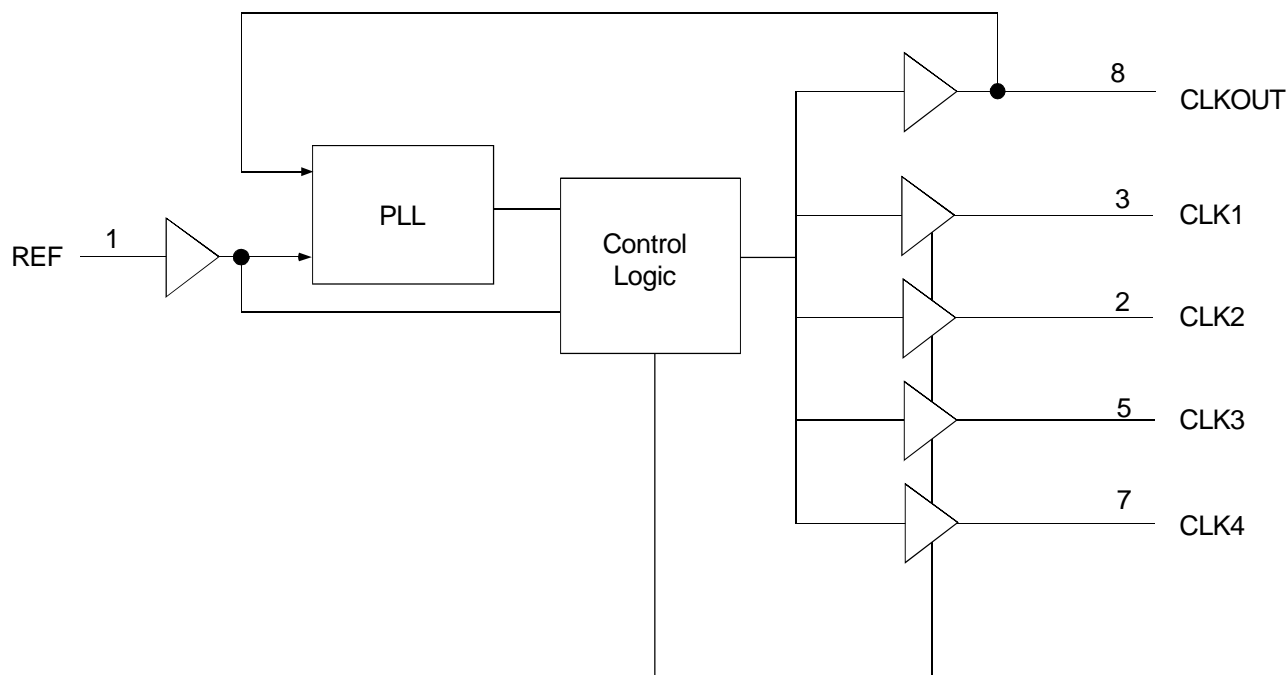 8
CLKOUT
PLL
3
CLK1
REF
1
Control
Logic
2
CLK2
5
CLK3
7
CLK4